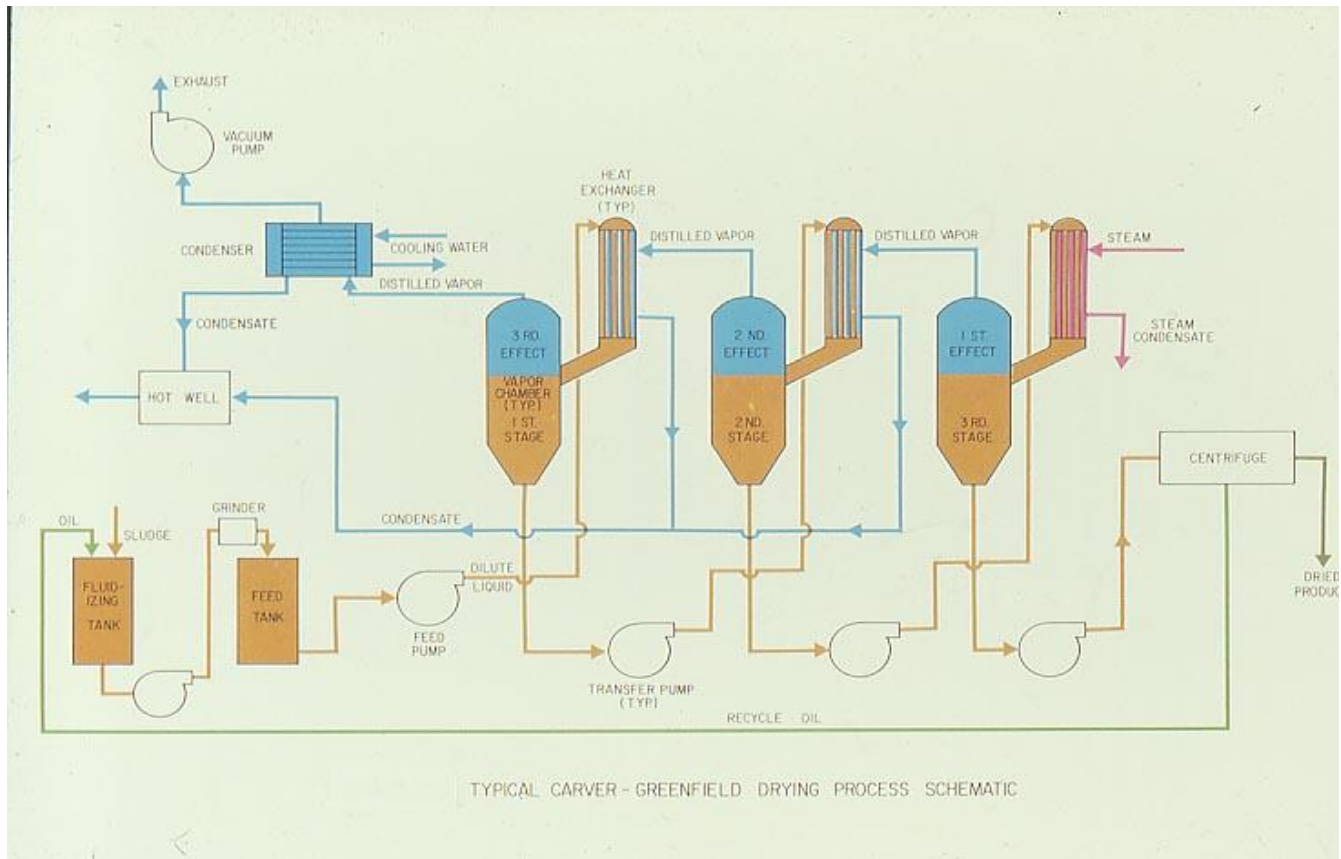 EXHAUST
VACUUM
PUMP
HEAT
EXCHANGER
(TYP.)
CONDENSER
COOLING WATER
DISTILLED VAPOR
DISTILLED VAPOR
DISTILLED VAPOR
STEAM
CONDENSATE
STEAM
CONDENSATE
3 RD.
EFFECT
VAPOR
CHAMBER
(TYP.)
1 ST.
STAGE
2 ND.
EFFECT
2 ND.
STAGE
1 ST.
EFFECT
3 RD.
STAGE
HOT WELL
CENTRIFUGE
GRINDER
OIL
SLUDGE
CONDENSATE
FLUID-
IZING
TANK
FEED
TANK
DILUTE
LIQUID
FEED
PUMP
TRANSFER PUMP
(TYP.)
DRIED
PRODUC
RECYCLE OIL
TYPICAL CARVER - GREENFIELD DRYING PROCESS SCHEMATIC